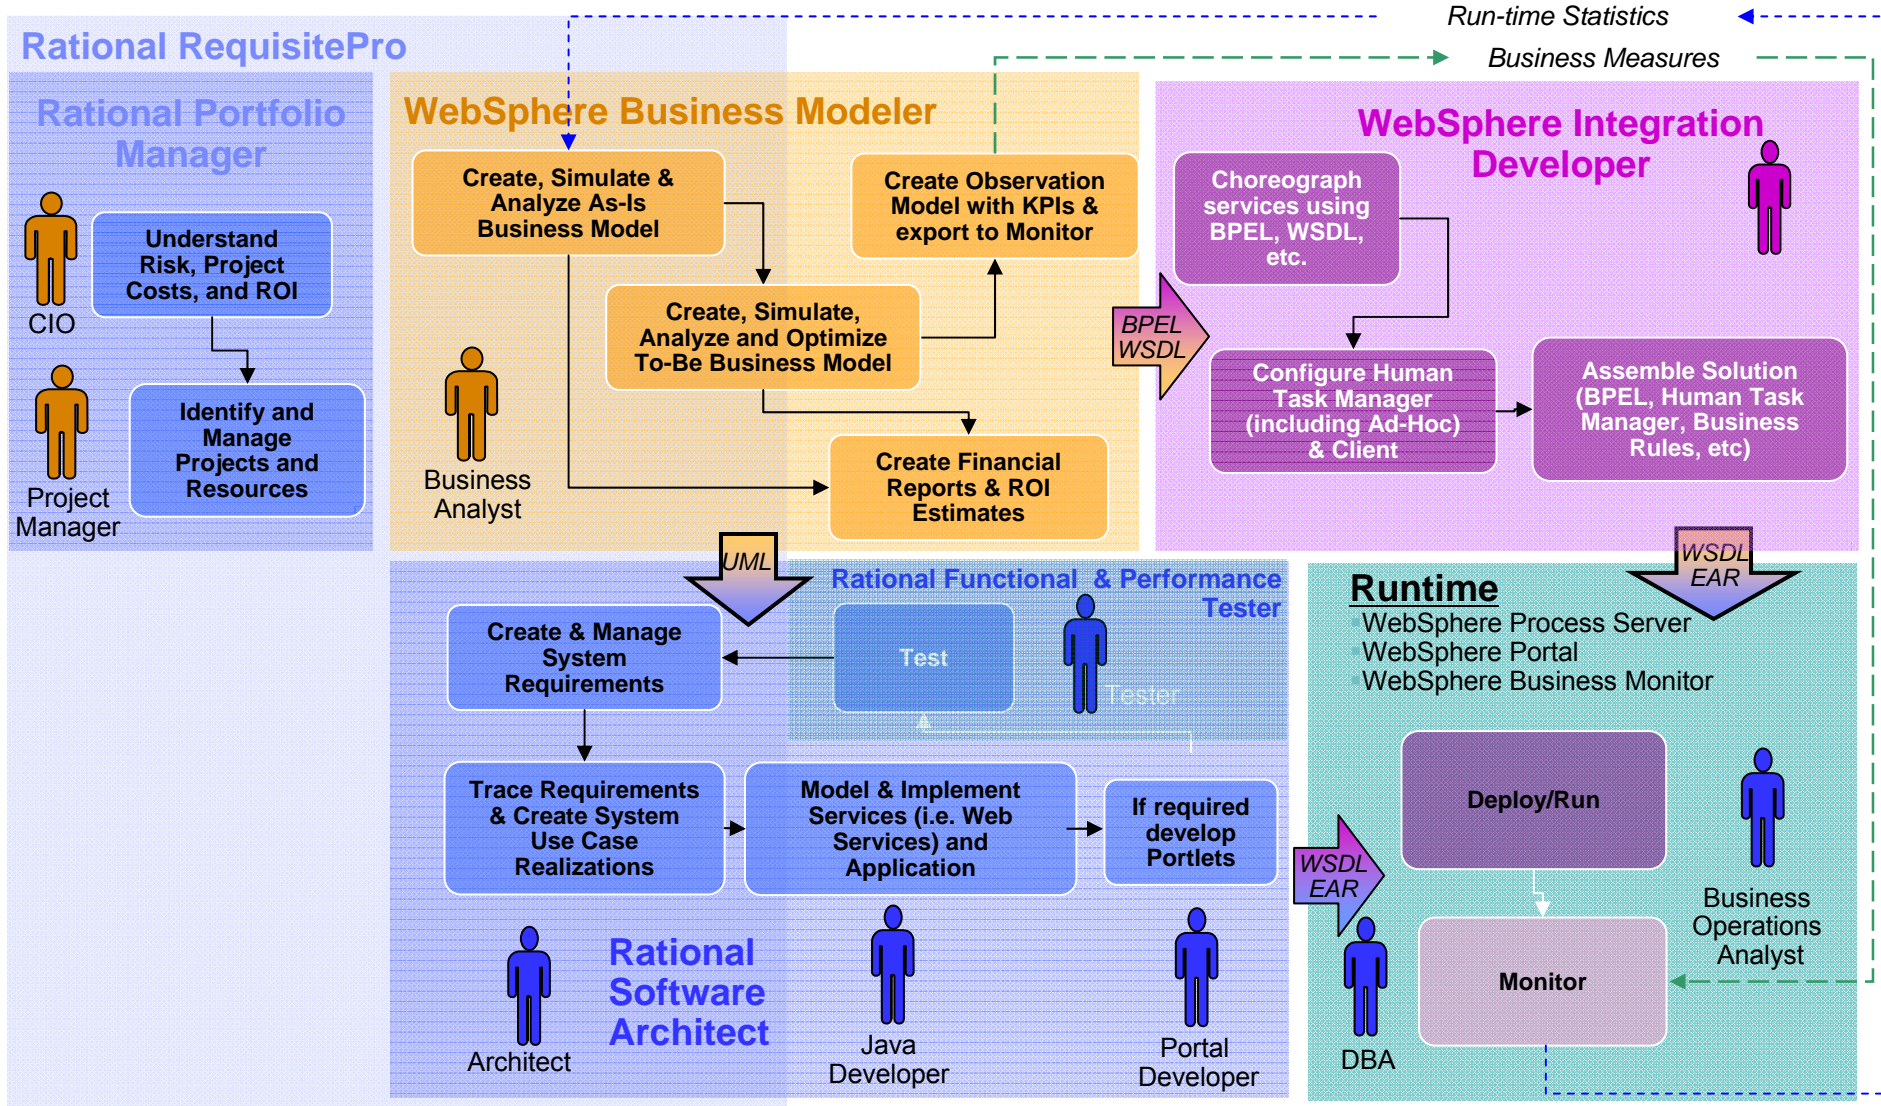 Run-time Statistics
Business Measures
Rational RequisitePro
Rational Portfolio
Manager
CIO
Understand
Risk, Project
Costs, and ROI
Project
Manager
Identify and
Manage
Projects and
Resources
WebSphere Business Modeler
Create, Simulate &
Analyze As-Is
Business Model
Create Observation
Model with KPIs &
export to Monitor
Create, Simulate,
Analyze and Optimize
To-Be Business Model
Business
Analyst
Create Financial
Reports & ROI
Estimates
BPEL
WSDL
WebSphere Integration
Developer
Choreograph
services using
BPEL, WSDL,
etc.
Configure Human
Task Manager
(including Ad-Hoc)
& Client
Assemble Solution
(BPEL, Human Task
Manager, Business
Rules, etc)
UML
WSDL
EAR
Rational Functional & Performance
Tester
Create & Manage
System
Requirements
Test
Tester
Trace Requirements
& Create System
Use Case
Realizations
Model & Implement
Services (i.e. Web
Services) and
Application
If required
develop
Portlets
Architect
Rational
Software
Architect
Java
Developer
Portal
Developer
WSDL
EAR
Runtime
WebSphere Process Server
WebSphere Portal
WebSphere Business Monitor
Deploy/Run
Business
Operations
Analyst
Monitor
DBA